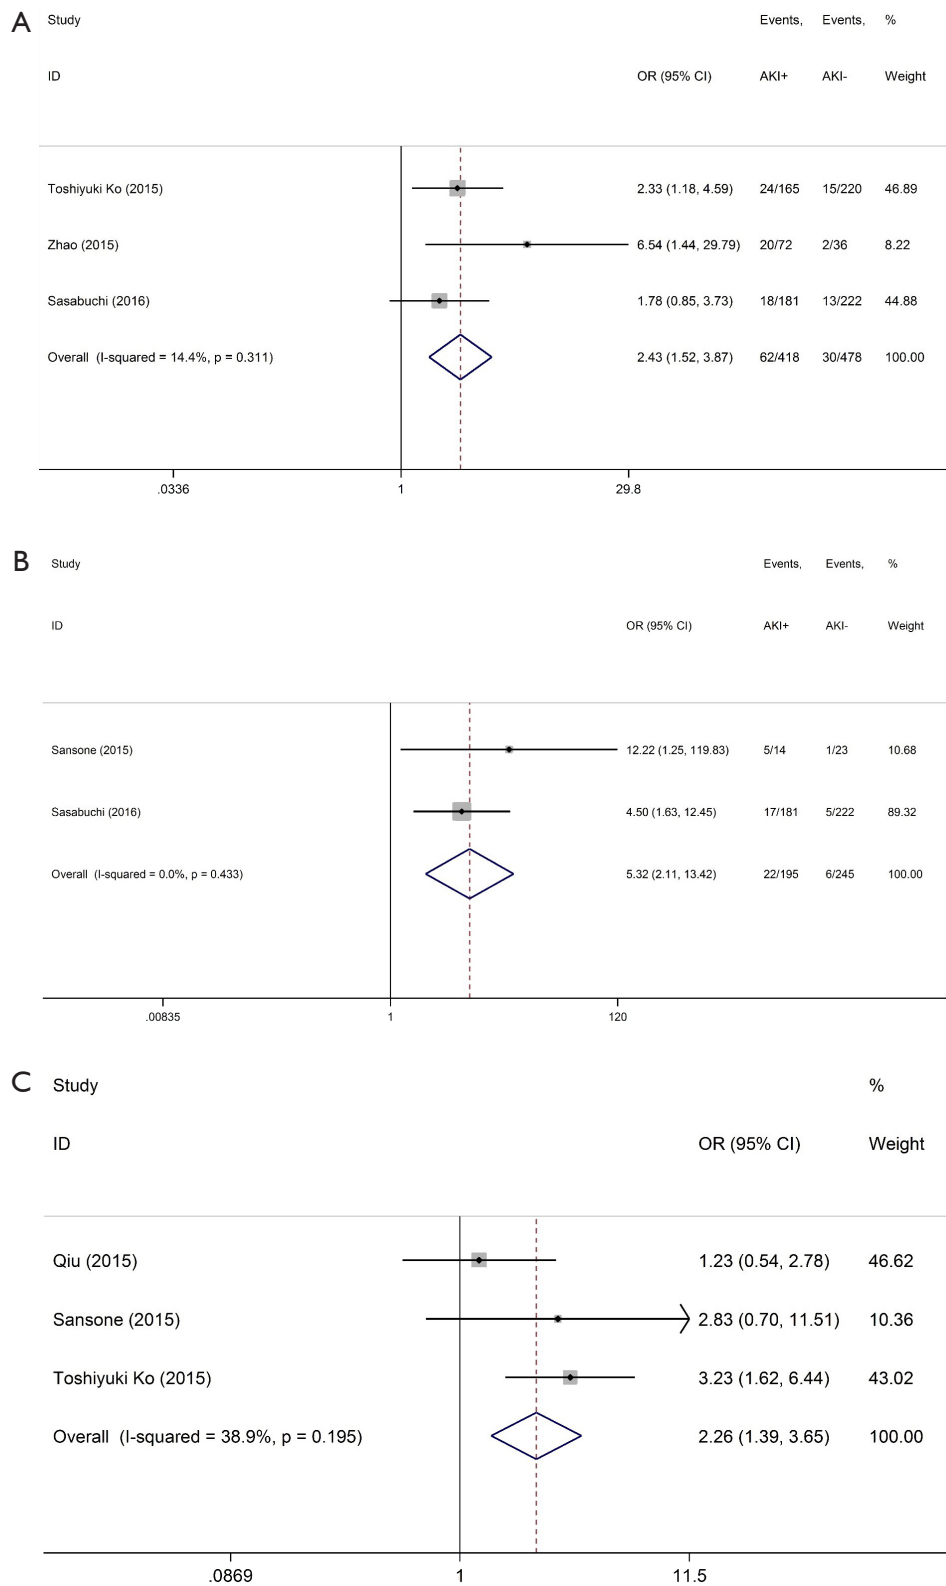 A
Study Events, Events, %
ID OR (95% CI) AKI+ AKI- Weight
Toshiyuki Ko (2015) 2.33 (1.18, 4.59) 24/165 15/220 46.89
Zhao (2015) 6.54 (1.44, 29.79) 20/72 2/36 8.22
Sasabuchi (2016) 1.78 (0.85, 3.73) 18/181 13/222 44.88
Overall (I-squared = 14.4%, p = 0.311) 2.43 (1.52, 3.87) 62/418 30/478 100.00
.0336 1 29.8
B
Study Events, Events, %
ID OR (95% CI) AKI+ AKI- Weight
Sansone (2015) 12.22 (1.25, 119.83) 5/14 1/23 10.68
Sasabuchi (2016) 4.50 (1.63, 12.45) 17/181 5/222 89.32
Overall (I-squared = 0.0%, p = 0.433) 5.32 (2.11, 13.42) 22/195 6/245 100.00
.00835 1 120
C
Study %
ID OR (95% CI) Weight
Qiu (2015) 1.23 (0.54, 2.78) 46.62
Sansone (2015) 2.83 (0.70, 11.51) 10.36
Toshiyuki Ko (2015) 3.23 (1.62, 6.44) 43.02
Overall (I-squared = 38.9%, p = 0.195) 2.26 (1.39, 3.65) 100.00
.0869 1 11.5